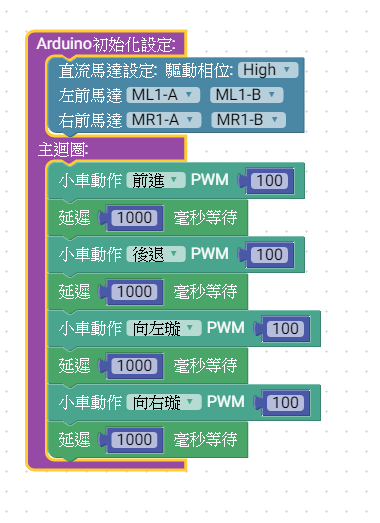 Arduino初始化設定:
直流馬達設定: 驅動相位: High
左前馬達 ML1-A ML1-B
右前馬達 MR1-A MR1-B
主迴圈:
小車動作 前進 PWM 100
延遲 1000 毫秒等待
小車動作 後退 PWM 100
延遲 1000 毫秒等待
小車動作 向左璇 PWM 100
延遲 1000 毫秒等待
小車動作 向右璇 PWM 100
延遲 1000 毫秒等待